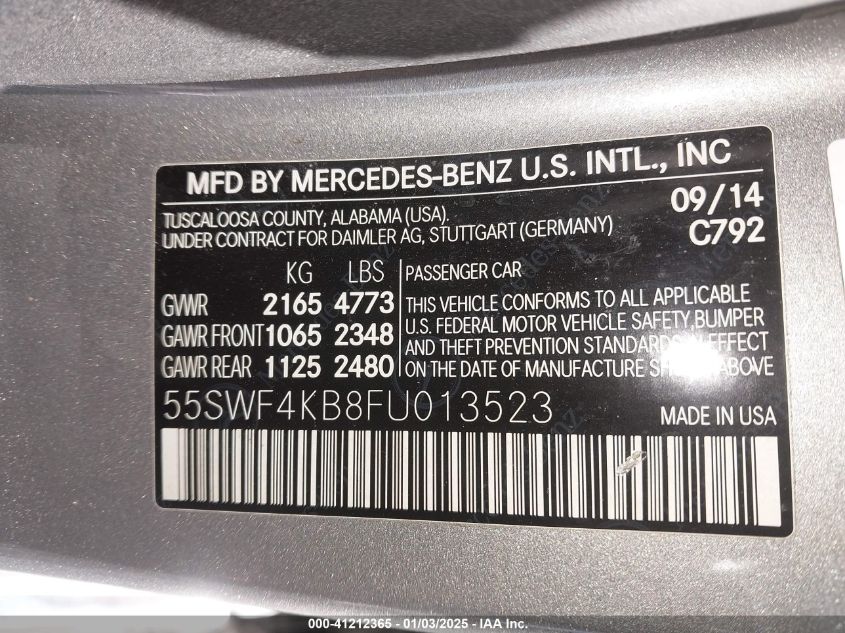 MFD BY MERCEDES-BENZ U.S. INTL., INC
TUSCALOOSA COUNTY, ALABAMA (USA).
UNDER CONTRACT FOR DAIMLER AG, STUTTGART (GERMANY)
09/14
C792
KG LBS
GWWR 2165 4773
GAWR FRONT 1065 2348
GAWR REAR 1125 2480
PASSENGER CAR
THIS VEHICLE CONFORMS TO ALL APPLICABLE
U.S. FEDERAL MOTOR VEHICLE SAFETY, BUMPER
AND THEFT PREVENTION STANDARDS IN EFFECT
ON THE DATE OF MANUFACTURE SHOWN ABOVE
55SWF4KB8FU013523
MADE IN USA
000-41212365 - 01/03/2025 - IAA Inc.